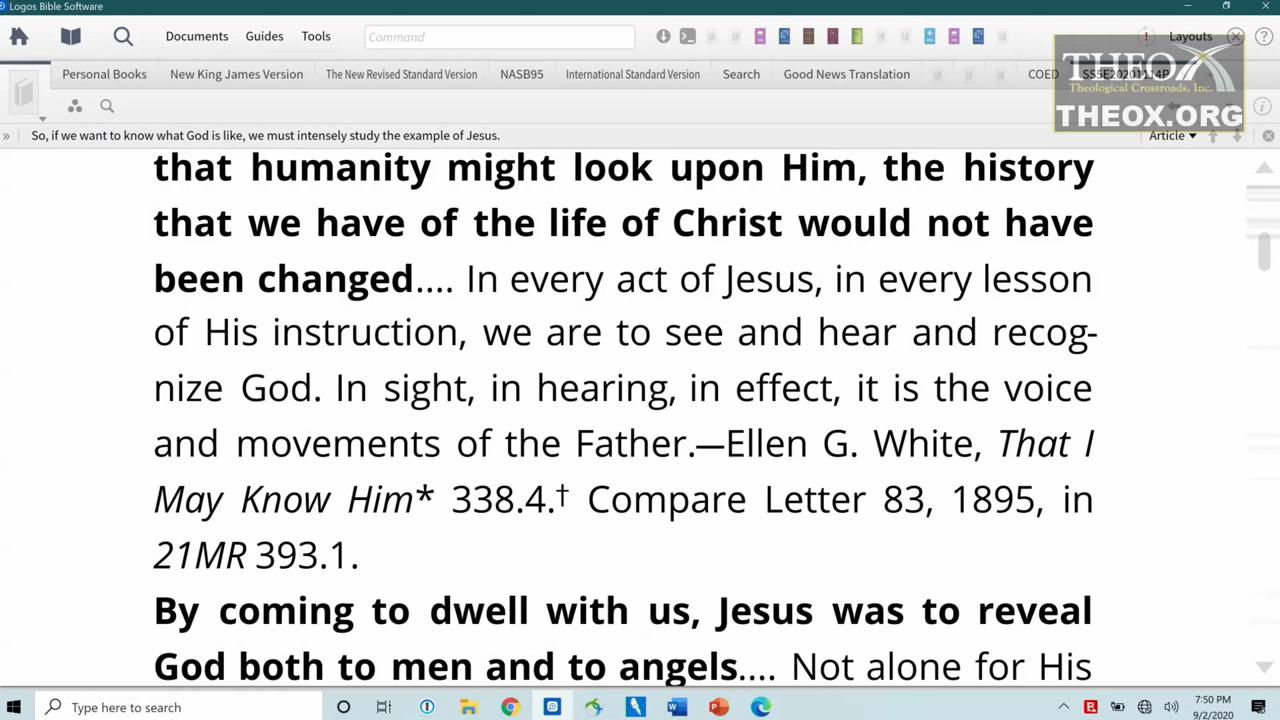 Logos Bible Software
Documents Guides Tools Command Layouts
Personal Books New King James Version The New Revised Standard Version NASB95 International Standard Version Search Good News Translation COED SSSE20201114P
THEOX
Theological Crossroads, Inc.
THEOX.ORG
So, if we want to know what God is like, we must intensely study the example of Jesus. Article
that humanity might look upon Him, the history
that we have of the life of Christ would not have
been changed.... In every act of Jesus, in every lesson
of His instruction, we are to see and hear and recog-
nize God. In sight, in hearing, in effect, it is the voice
and movements of the Father.—Ellen G. White, That I
May Know Him* 338.4.† Compare Letter 83, 1895, in
21MR 393.1.
By coming to dwell with us, Jesus was to reveal
God both to men and to angels.... Not alone for His
Type here to search
7:50 PM
9/2/2020